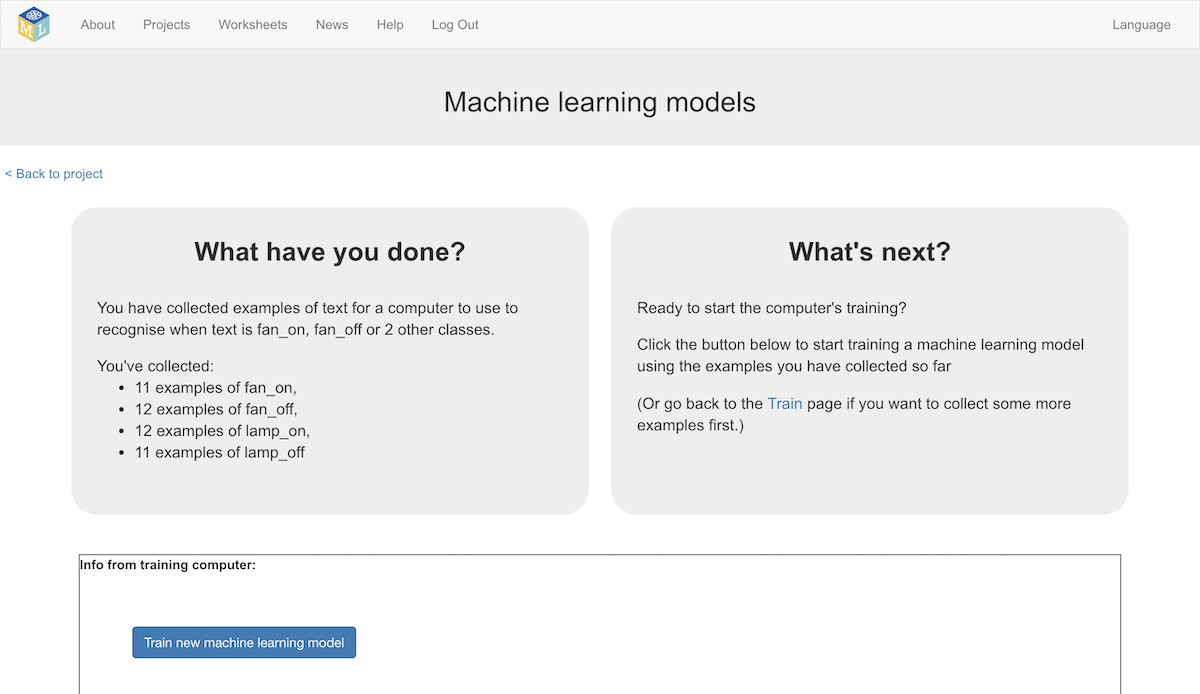 M L
About Projects Worksheets News Help Log Out Language
Machine learning models
< Back to project
What have you done?
You have collected examples of text for a computer to use to
recognise when text is fan_on, fan_off or 2 other classes.
You've collected:
• 11 examples of fan_on,
• 12 examples of fan_off,
• 12 examples of lamp_on,
• 11 examples of lamp_off
What's next?
Ready to start the computer's training?
Click the button below to start training a machine learning model
using the examples you have collected so far
(Or go back to the Train page if you want to collect some more
examples first.)
Info from training computer:
Train new machine learning model